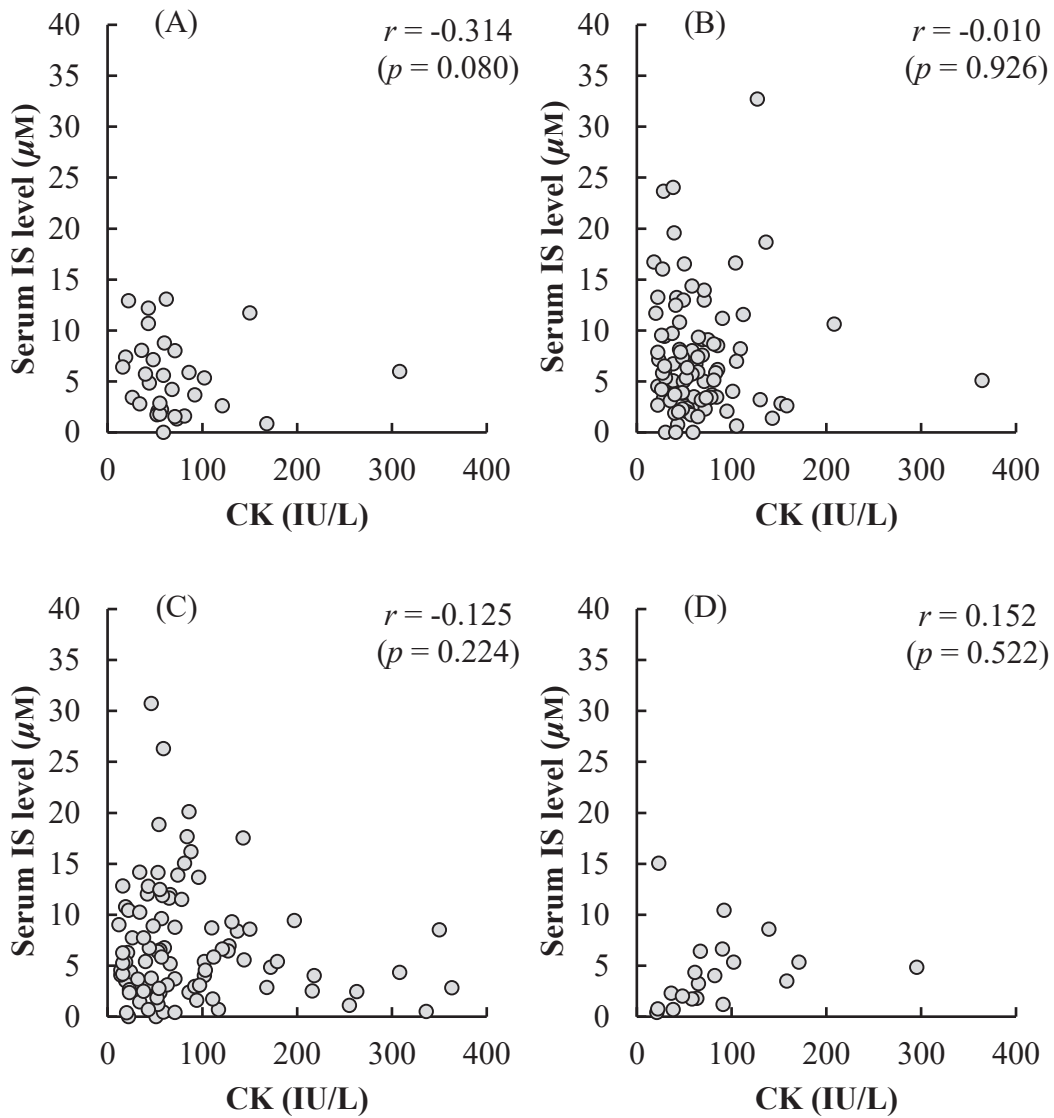 (A)
r = -0.314
(p = 0.080)
Serum IS level (μM)
40
35
30
25
20
15
10
5
0
0 100 200 300 400
CK (IU/L)
(B)
r = -0.010
(p = 0.926)
Serum IS level (μM)
40
35
30
25
20
15
10
5
0
0 100 200 300 400
CK (IU/L)
(C)
r = -0.125
(p = 0.224)
Serum IS level (μM)
40
35
30
25
20
15
10
5
0
0 100 200 300 400
CK (IU/L)
(D)
r = 0.152
(p = 0.522)
Serum IS level (μM)
40
35
30
25
20
15
10
5
0
0 100 200 300 400
CK (IU/L)